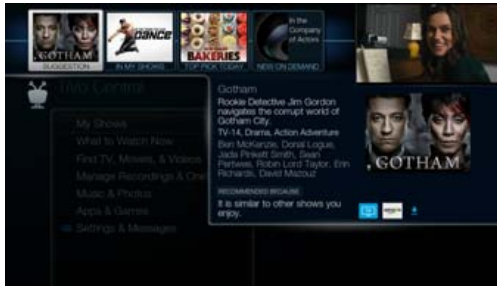 GOTHAM
SUGGESTION
DANCE
IN MY SHOWS
BAKERIES
TOP PICK TODAY
In the
Company
of Actors
NEW ON DEMAND
TiVo Central
My Shows
What to Watch Now
Find TV, Movies, & Videos
Manage Recordings &
Music & Photos
Apps & Games
Settings & Messages
Gotham
Rookie Detective Jim Gordon
navigates the corrupt world of
Gotham City.
TV-14, Drama, Action Adventure
Ben McKenzie, Donal Logue,
Jada Pinkett Smith, Sean
Pertwee, Robin Lord Taylor, Erin
Richards, David Mazouz
RECOMMENDED BECAUSE
It is similar to other shows you
enjoy.
GOTHAM